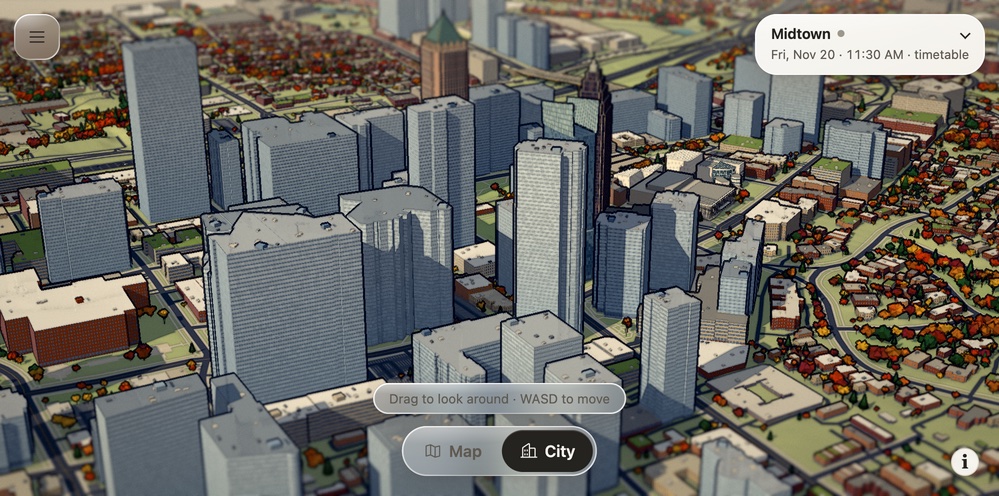 Midtown
Fri, Nov 20 · 11:30 AM · timetable
Drag to look around · WASD to move
Map
City
i